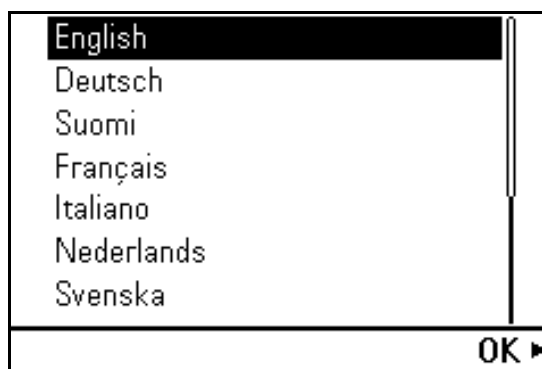 English
Deutsch
Suomi
Français
Italiano
Nederlands
Svenska
OK